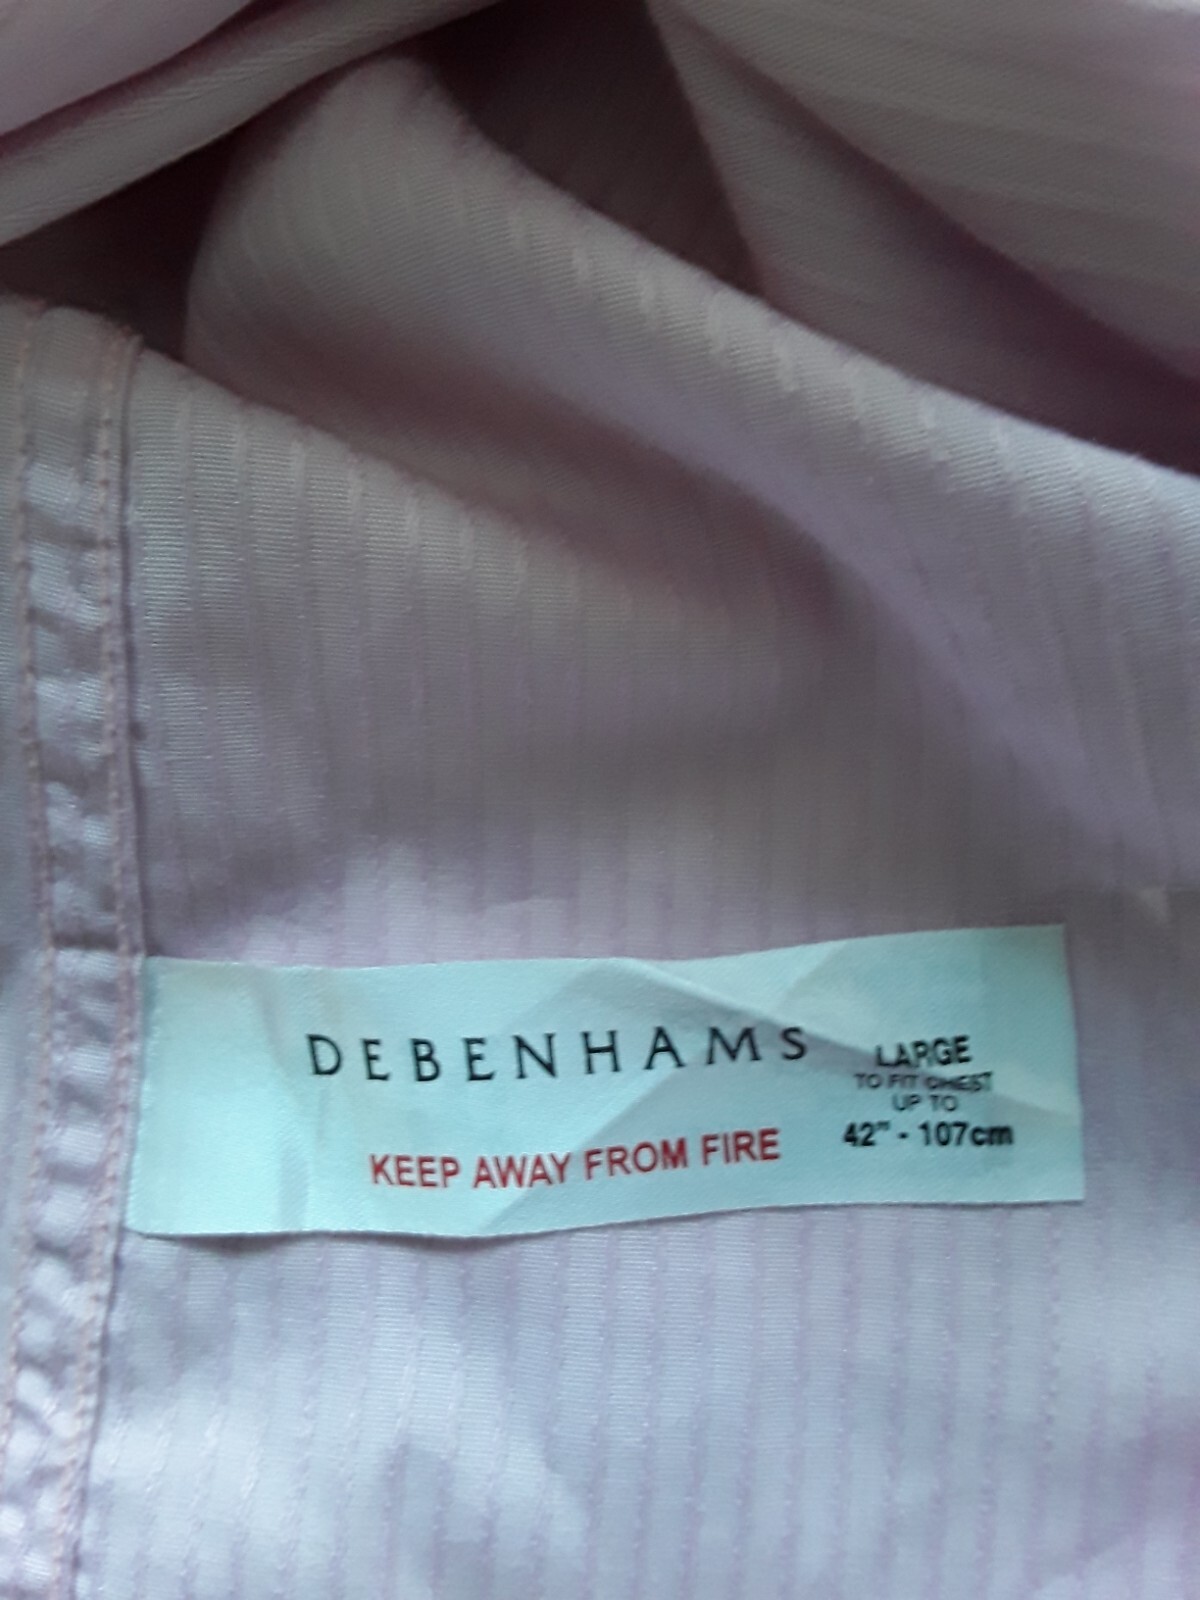 DEBENHAMS
KEEP AWAY FROM FIRE
LARGE
TO FIT CHEST
UP TO
42" - 107cm